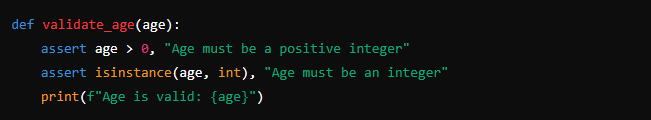 def validate_age(age):
    assert age > 0, "Age must be a positive integer"
    assert isinstance(age, int), "Age must be an integer"
    print(f"Age is valid: {age}")